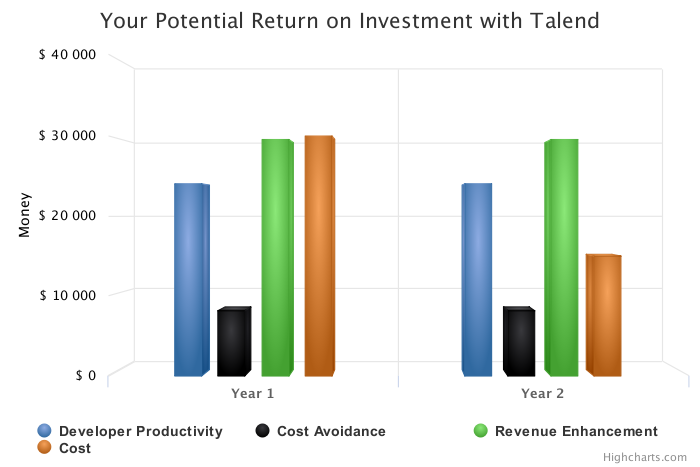 Your Potential Return on Investment with Talend
$ 40 000
$ 30 000
$ 20 000
$ 10 000
$ 0
Money
Year 1
Year 2
Developer Productivity
Cost Avoidance
Revenue Enhancement
Cost
Highcharts.com